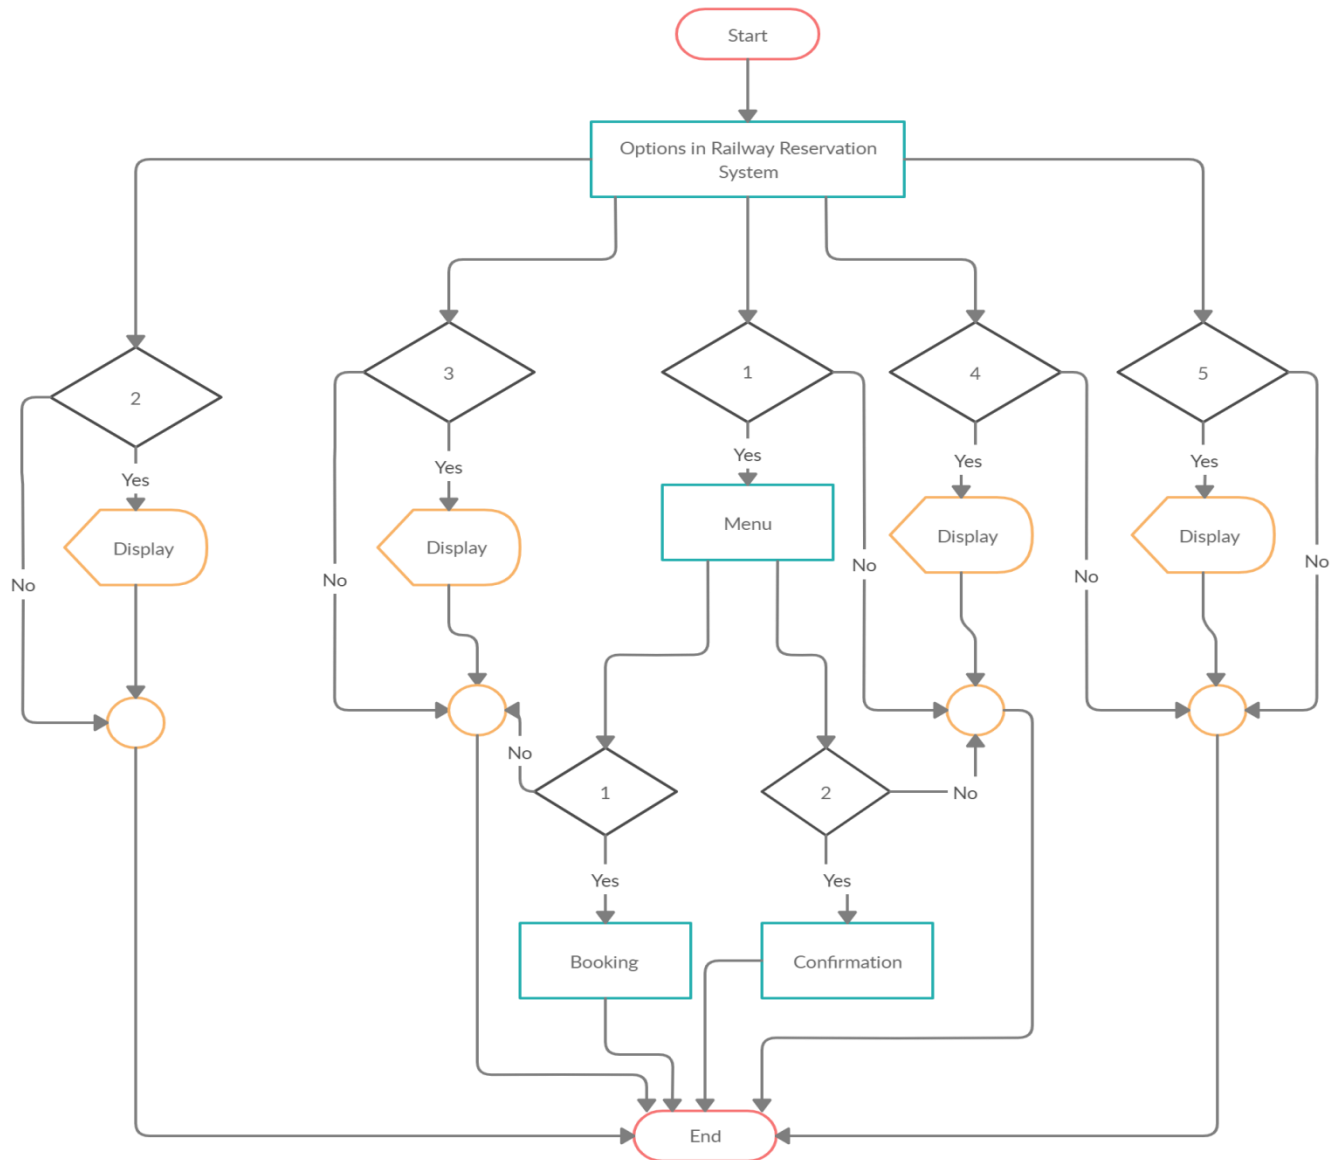 Start
Options in Railway Reservation
System
2
3
1
4
5
Yes
Yes
Yes
Yes
Yes
Display
Display
Menu
Display
Display
No
No
No
No
No
No
No
1
2
Yes
Yes
Booking
Confirmation
End